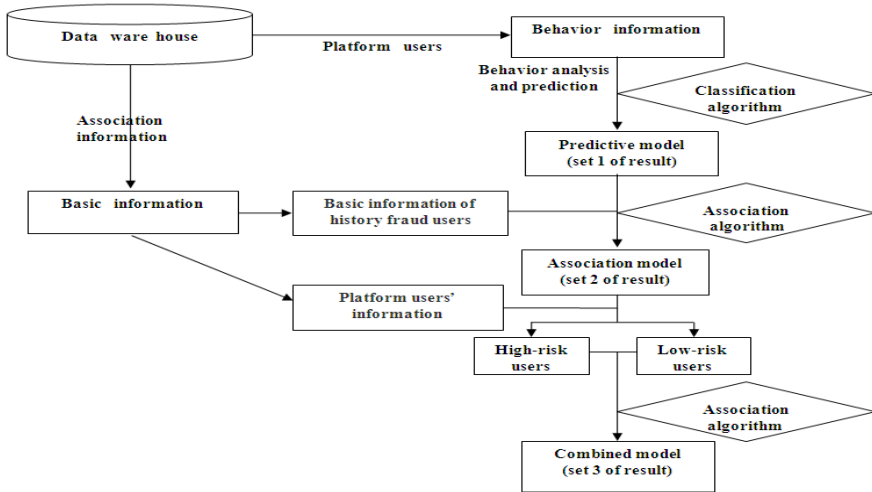 Data ware house
Platform users
Behavior information
Behavior analysis
and prediction
Classification
algorithm
Association
information
Predictive model
(set 1 of result)
Basic information
Basic information of
history fraud users
Association
algorithm
Association model
(set 2 of result)
Platform users'
information
High-risk
users
Low-risk
users
Association
algorithm
Combined model
(set 3 of result)